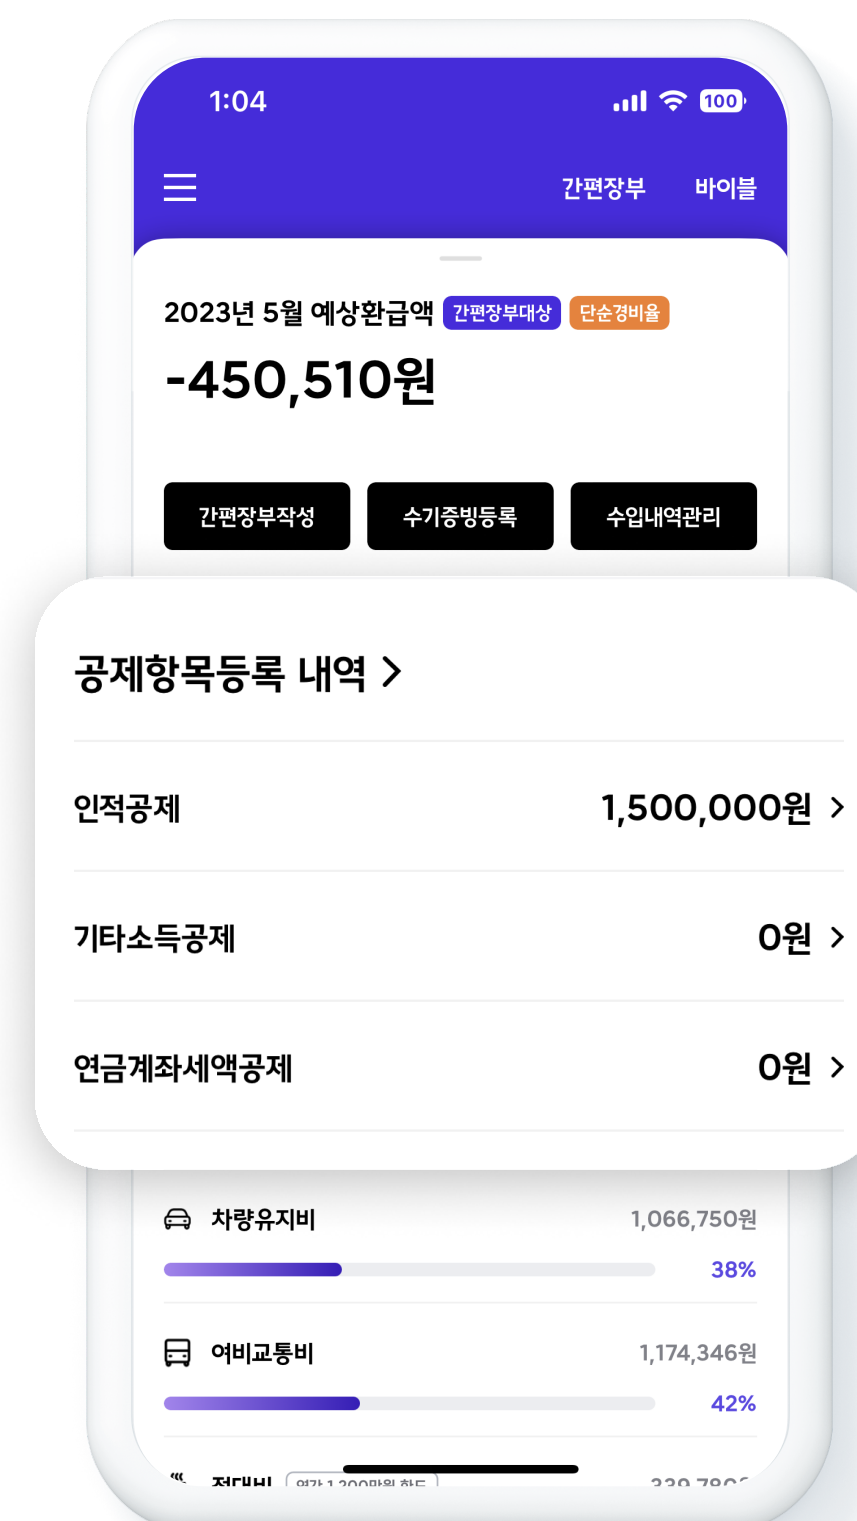 1:04 100
간편장부 바이블
2023년 5월 예상환급액 간편장부대상 단순경비율
-450,510원
간편장부작성 수기증빙등록 수입내역관리
공제항목등록 내역 >
인적공제 1,500,000원 >
기타소득공제 0원 >
연금계좌세액공제 0원 >
차량유지비 1,066,750원
38%
여비교통비 1,174,346원
42%
접대비